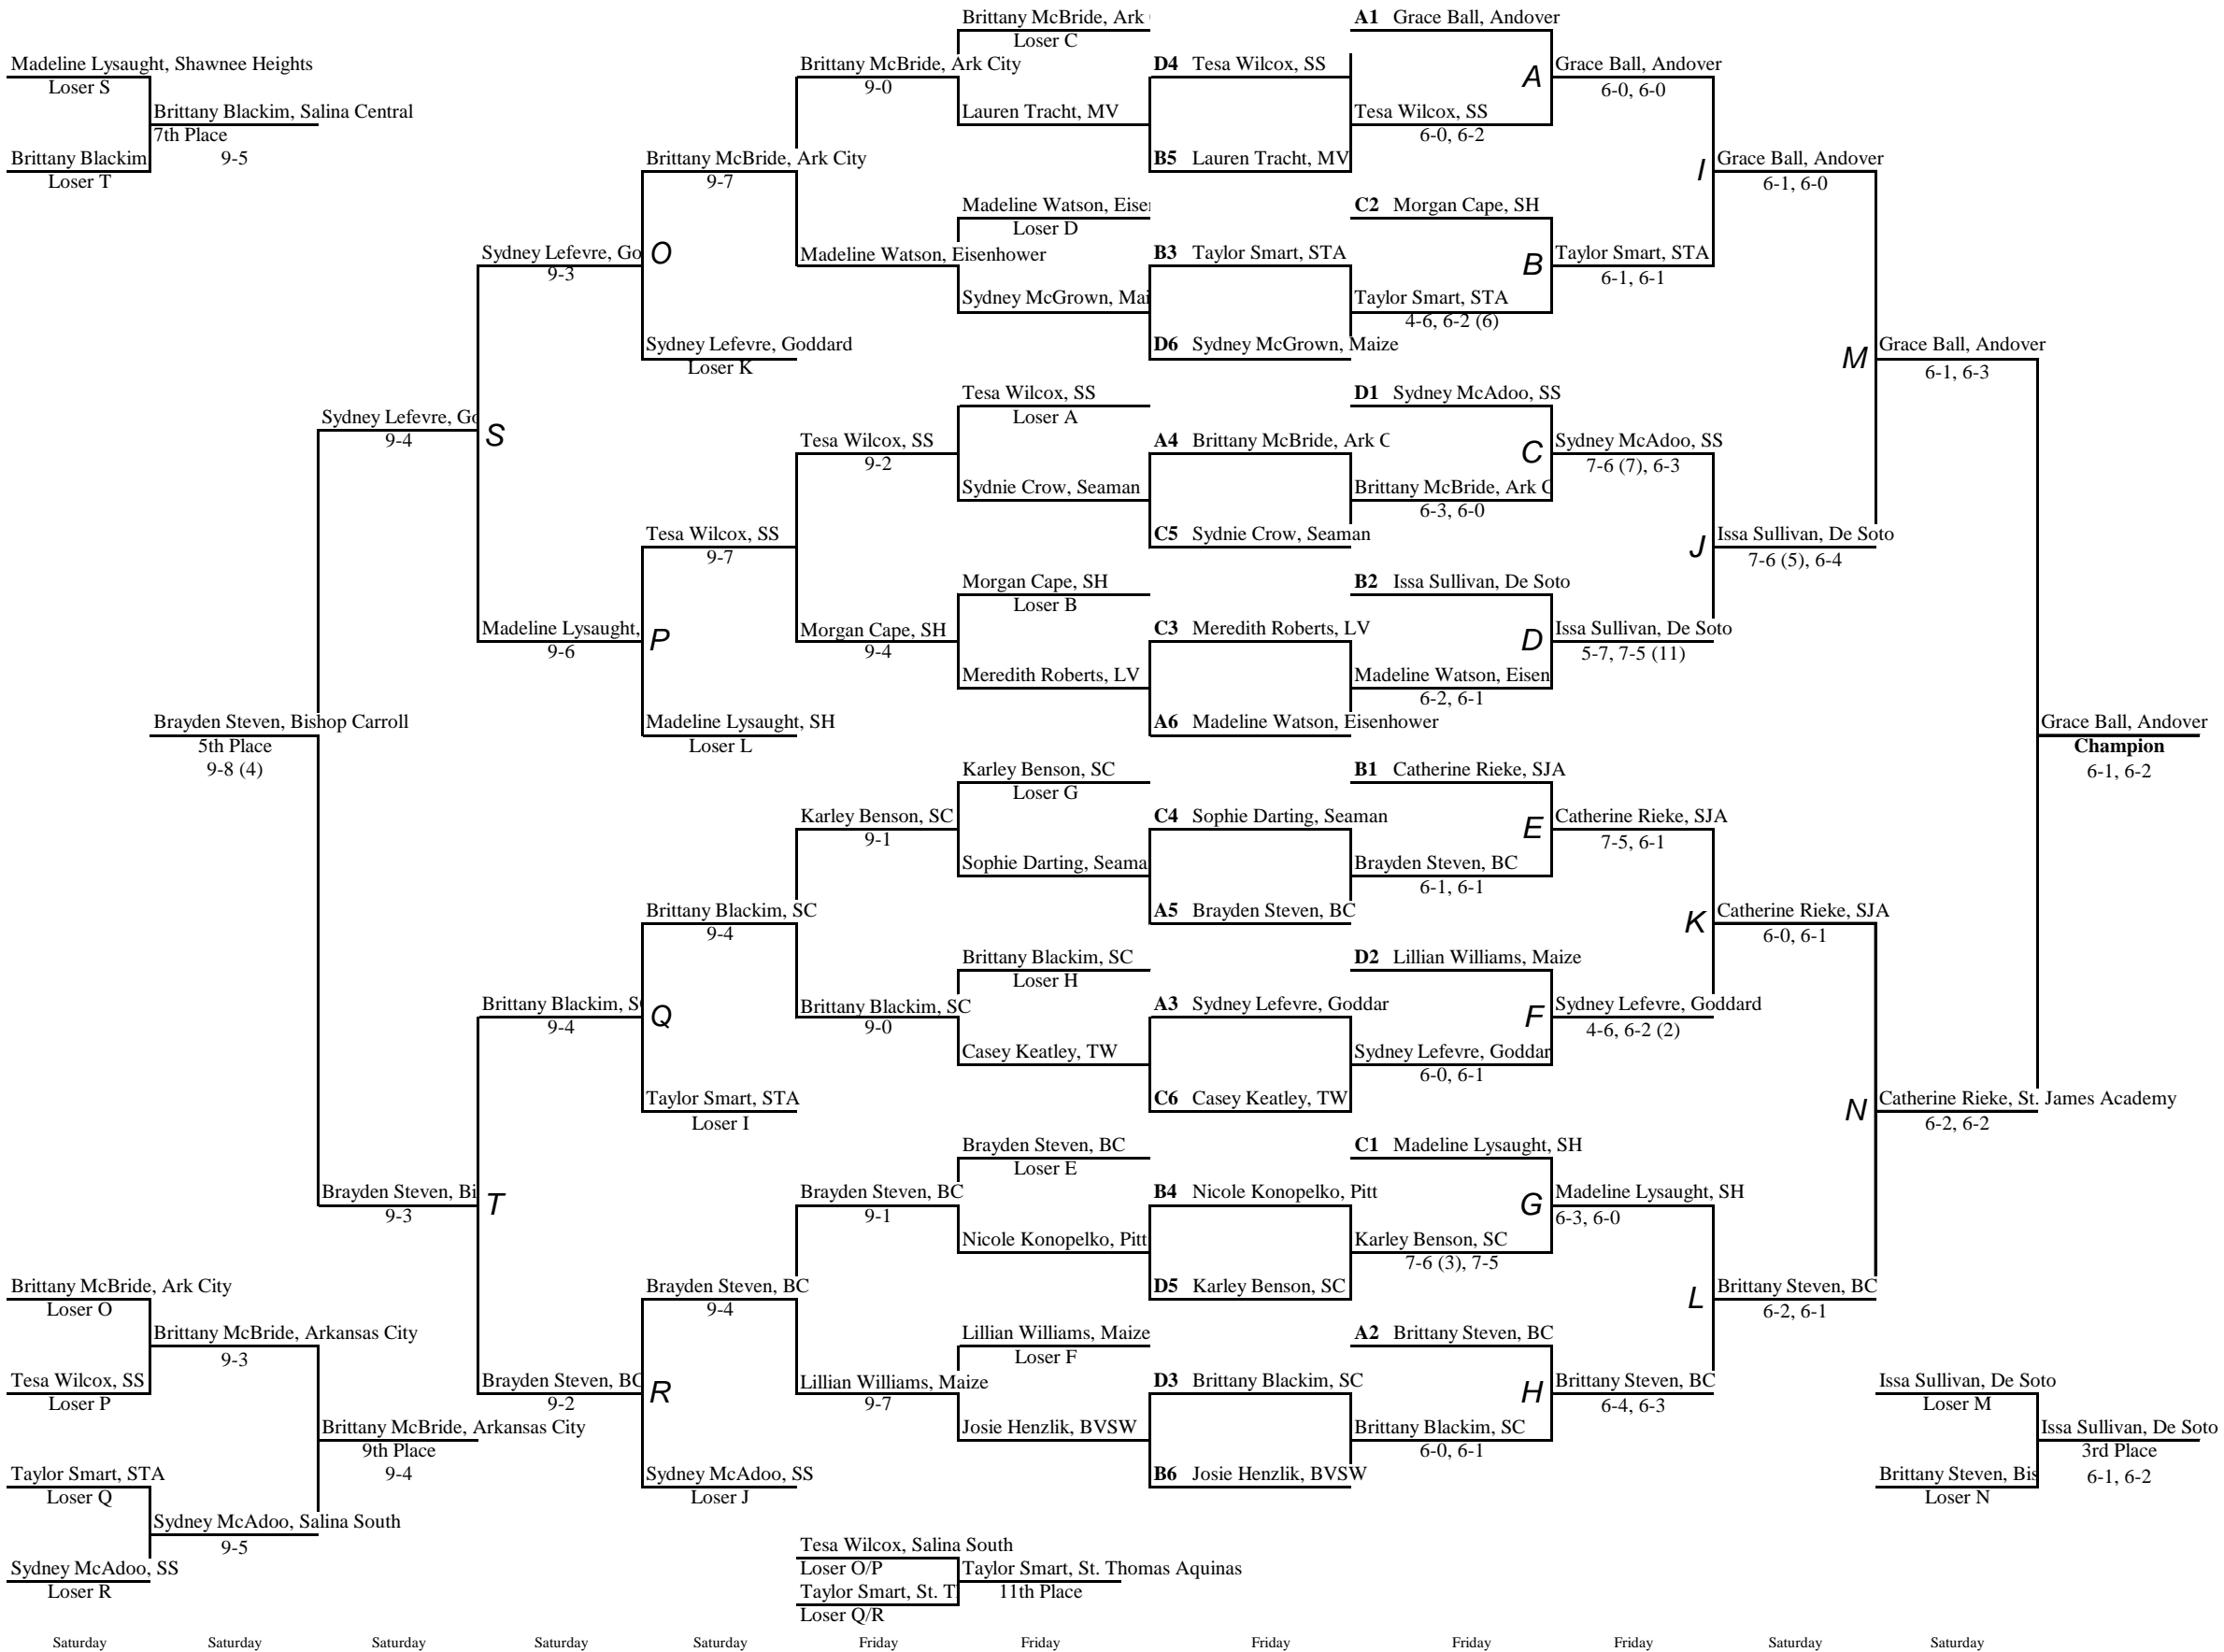 Brittany McBride, Ark
Loser C
A1 Grace Ball, Andover
Madeline Lysaught, Shawnee Heights
Loser S
Brittany McBride, Ark City
9-0
D4 Tesa Wilcox, SS
A
Grace Ball, Andover
6-0, 6-0
Brittany Blackim, Salina Central
7th Place
9-5
Lauren Tracht, MV
Tesa Wilcox, SS
6-0, 6-2
Brittany Blackim
Loser T
Brittany McBride, Ark City
9-7
B5 Lauren Tracht, MV
I
Grace Ball, Andover
6-1, 6-0
Madeline Watson, Eise
Loser D
C2 Morgan Cape, SH
Sydney Lefevre, Go
9-3
O
Madeline Watson, Eisenhower
B3 Taylor Smart, STA
B
Taylor Smart, STA
6-1, 6-1
Sydney McGrown, Mai
Taylor Smart, STA
4-6, 6-2 (6)
Sydney Lefevre, Goddard
Loser K
D6 Sydney McGrown, Maize
M
Grace Ball, Andover
6-1, 6-3
Tesa Wilcox, SS
Loser A
D1 Sydney McAdoo, SS
Sydney Lefevre, Go
9-4
S
Tesa Wilcox, SS
9-2
A4 Brittany McBride, Ark C
C
Sydney McAdoo, SS
7-6 (7), 6-3
Sydnie Crow, Seaman
Brittany McBride, Ark C
6-3, 6-0
Tesa Wilcox, SS
9-7
C5 Sydnie Crow, Seaman
J
Issa Sullivan, De Soto
7-6 (5), 6-4
Morgan Cape, SH
Loser B
B2 Issa Sullivan, De Soto
Madeline Lysaught,
9-6
P
Morgan Cape, SH
9-4
C3 Meredith Roberts, LV
D
Issa Sullivan, De Soto
5-7, 7-5 (11)
Meredith Roberts, LV
Madeline Watson, Eisen
6-2, 6-1
Brayden Steven, Bishop Carroll
5th Place
9-8 (4)
Madeline Lysaught, SH
Loser L
A6 Madeline Watson, Eisenhower
Grace Ball, Andover
Champion
6-1, 6-2
Karley Benson, SC
Loser G
B1 Catherine Rieke, SJA
Karley Benson, SC
9-1
C4 Sophie Darting, Seaman
E
Catherine Rieke, SJA
7-5, 6-1
Sophie Darting, Seama
Brayden Steven, BC
6-1, 6-1
Brittany Blackim, SC
9-4
A5 Brayden Steven, BC
K
Catherine Rieke, SJA
6-0, 6-1
Brittany Blackim, SC
Loser H
D2 Lillian Williams, Maize
Brittany Blackim, S
9-4
Q
Brittany Blackim, SC
9-0
A3 Sydney Lefevre, Goddar
F
Sydney Lefevre, Goddard
4-6, 6-2 (2)
Casey Keatley, TW
Sydney Lefevre, Goddar
6-0, 6-1
Taylor Smart, STA
Loser I
C6 Casey Keatley, TW
N
Catherine Rieke, St. James Academy
6-2, 6-2
Brayden Steven, BC
Loser E
C1 Madeline Lysaught, SH
Brayden Steven, Bi
9-3
T
Brayden Steven, BC
9-1
B4 Nicole Konopelko, Pitt
G
Madeline Lysaught, SH
6-3, 6-0
Nicole Konopelko, Pitt
Karley Benson, SC
7-6 (3), 7-5
Brittany McBride, Ark City
Loser O
Brayden Steven, BC
9-4
D5 Karley Benson, SC
L
Brittany Steven, BC
6-2, 6-1
Brittany McBride, Arkansas City
9-3
Lillian Williams, Maize
Loser F
A2 Brittany Steven, BC
Tesa Wilcox, SS
Loser P
Brayden Steven, BC
9-2
R
Lillian Williams, Maize
9-7
D3 Brittany Blackim, SC
H
Brittany Steven, BC
6-4, 6-3
Issa Sullivan, De Soto
Loser M
Brittany McBride, Arkansas City
9th Place
9-4
Josie Henzlik, BVSW
Brittany Blackim, SC
6-0, 6-1
Issa Sullivan, De Soto
3rd Place
6-1, 6-2
Taylor Smart, STA
Loser Q
Sydney McAdoo, SS
Loser J
B6 Josie Henzlik, BVSW
Brittany Steven, Bis
Loser N
Sydney McAdoo, Salina South
9-5
Sydney McAdoo, SS
Loser R
Tesa Wilcox, Salina South
Loser O/P
Taylor Smart, St. Thomas Aquinas
11th Place
Taylor Smart, St. T
Loser Q/R
Saturday Saturday Saturday Saturday Saturday Friday Friday Friday Friday Friday Saturday Saturday